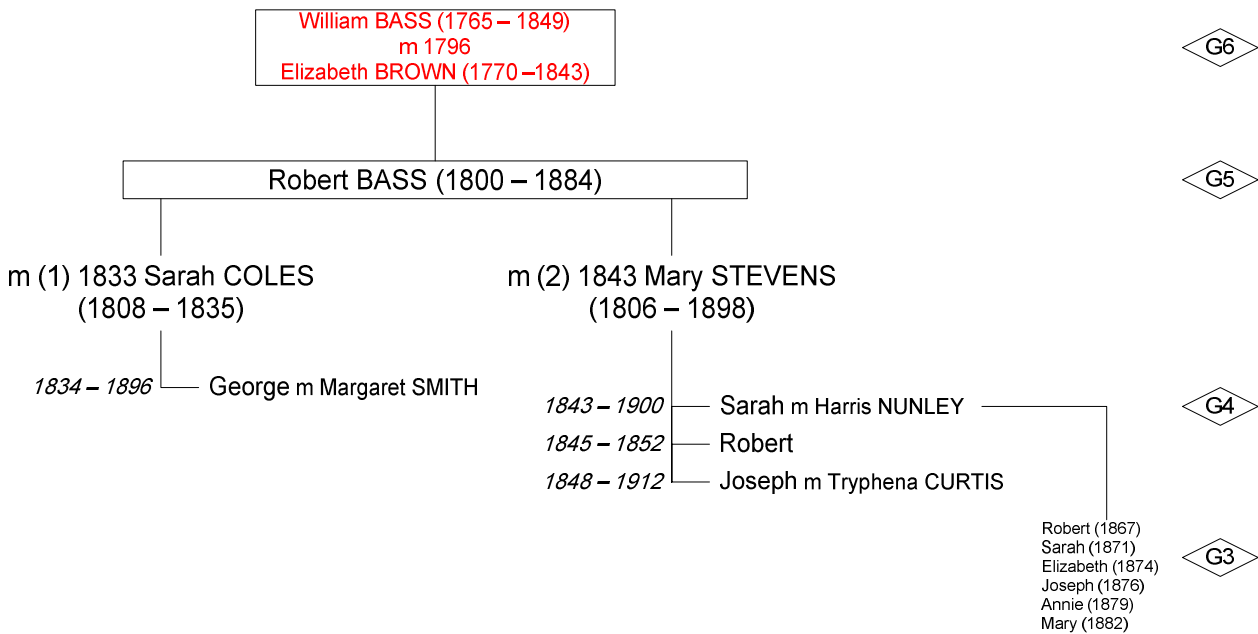 William BASS (1765 – 1849)
m 1796
Elizabeth BROWN (1770 –1843)
G6
Robert BASS (1800 – 1884)
G5
m (1) 1833 Sarah COLES
(1808 – 1835)
m (2) 1843 Mary STEVENS
(1806 – 1898)
1834 – 1896 George m Margaret SMITH
1843 – 1900 Sarah m Harris NUNLEY
G4
1845 – 1852 Robert
1848 – 1912 Joseph m Tryphena CURTIS
Robert (1867)
Sarah (1871)
Elizabeth (1874)
G3
Joseph (1876)
Annie (1879)
Mary (1882)